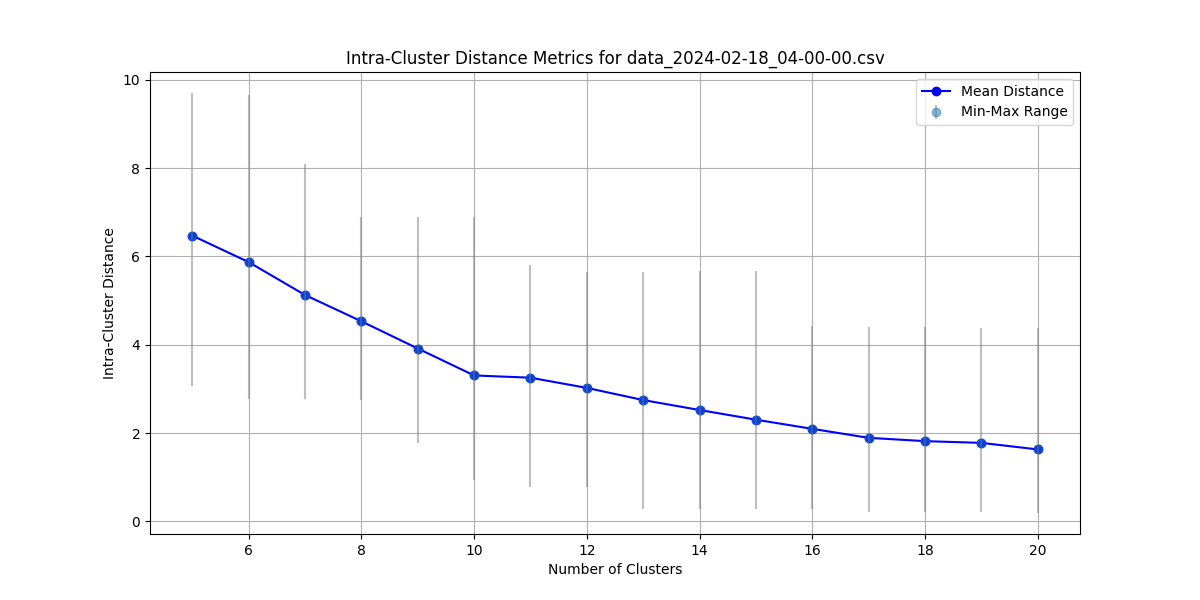 Intra-Cluster Distance Metrics for data_2024-02-18_04-00-00.csv
Mean Distance
Min-Max Range
Intra-Cluster Distance
10
8
6
4
2
0
6 8 10 12 14 16 18 20
Number of Clusters